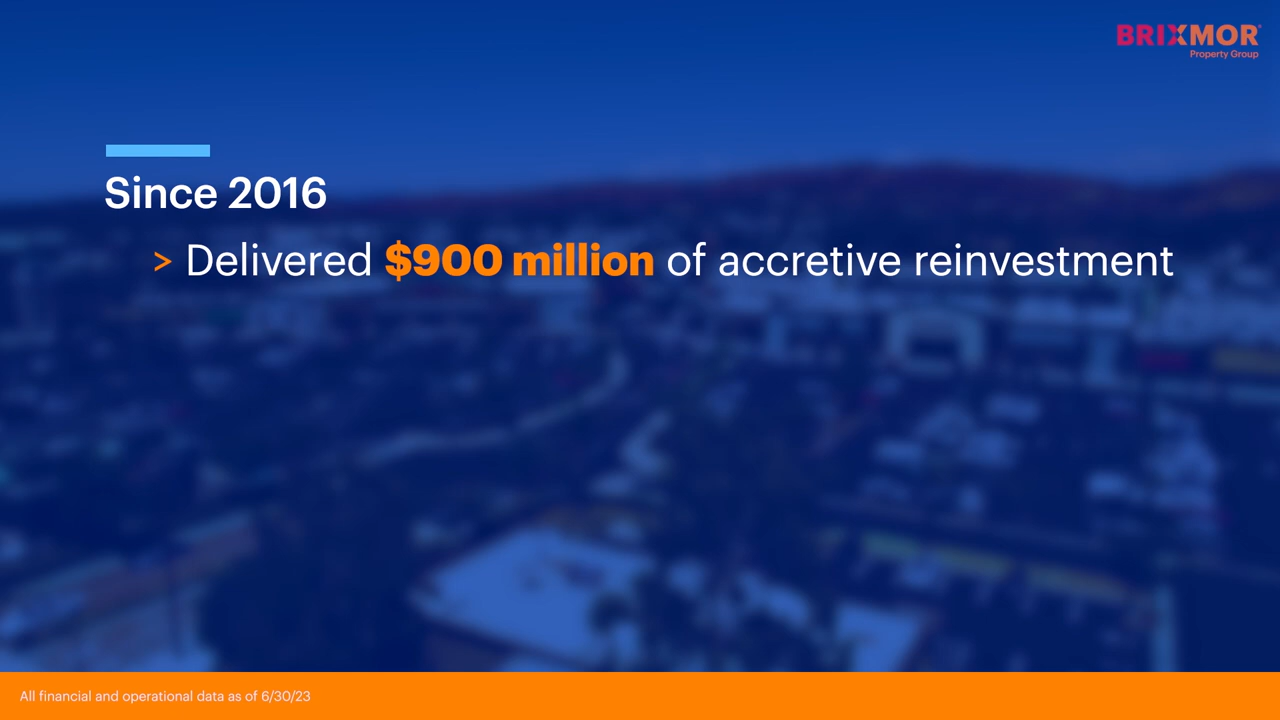 BRIXMOR®
Property Group
Since 2016
> Delivered $900 million of accretive reinvestment
All financial and operational data as of 6/30/23